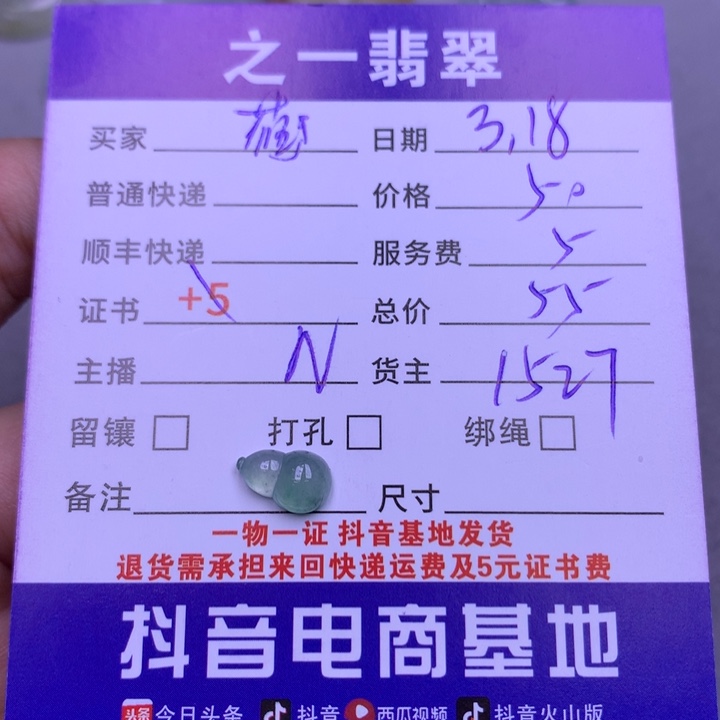 之一翡翠
买家 日期 3.18
普通快递 价格 50
顺丰快递 服务费 5
证书 +5 总价 55
主播 N 货主 1527
留镶 打孔 绑绳
备注 尺寸
一物一证 抖音基地发货
退货需承担来回快递运费及5元证书费
抖音电商基地
头条 今日头条 抖音 西瓜视频 抖音火山版